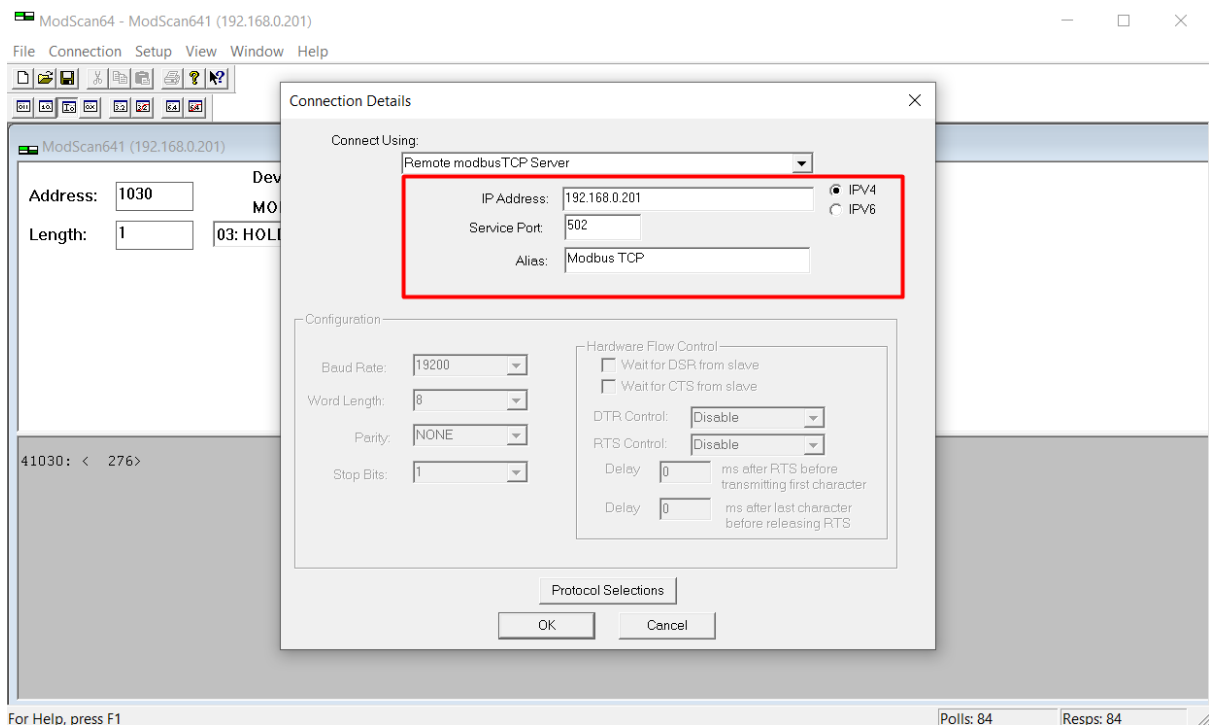 ModScan64 - ModScan641 (192.168.0.201)
File Connection Setup View Window Help
ModScan641 (192.168.0.201)
Address: 1030
Length: 1
03: HOL
Connection Details
Connect Using:
Remote modbusTCP Server
IP Address: 192.168.0.201
IPV4
IPV6
Service Port: 502
Alias: Modbus TCP
Configuration
Baud Rate: 19200
Word Length: 8
Parity: NONE
Stop Bits: 1
Hardware Flow Control
Wait for DSR from slave
Wait for CTS from slave
DTR Control: Disable
RTS Control: Disable
Delay 0 ms after RTS before
transmitting first character
Delay 0 ms after last character
before releasing RTS
Protocol Selections
OK Cancel
41030: < 276>
For Help, press F1
Polls: 84 Resps: 84